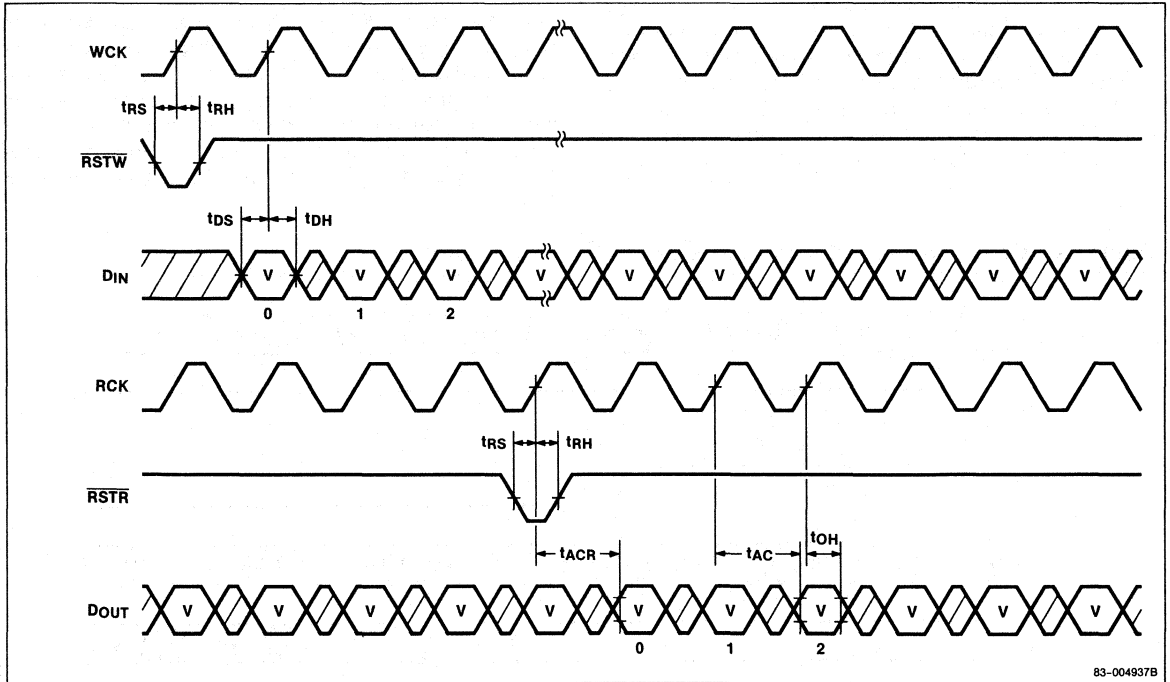 WCK
tRS tRH
RSTW
tDS tDH
DIN
V V V V V V V V V V
0 1 2
RCK
tRS tRH
RSTR
tACR tAC tOH
DOUT
V V V V V V V V V V V
0 1 2
83-004937B